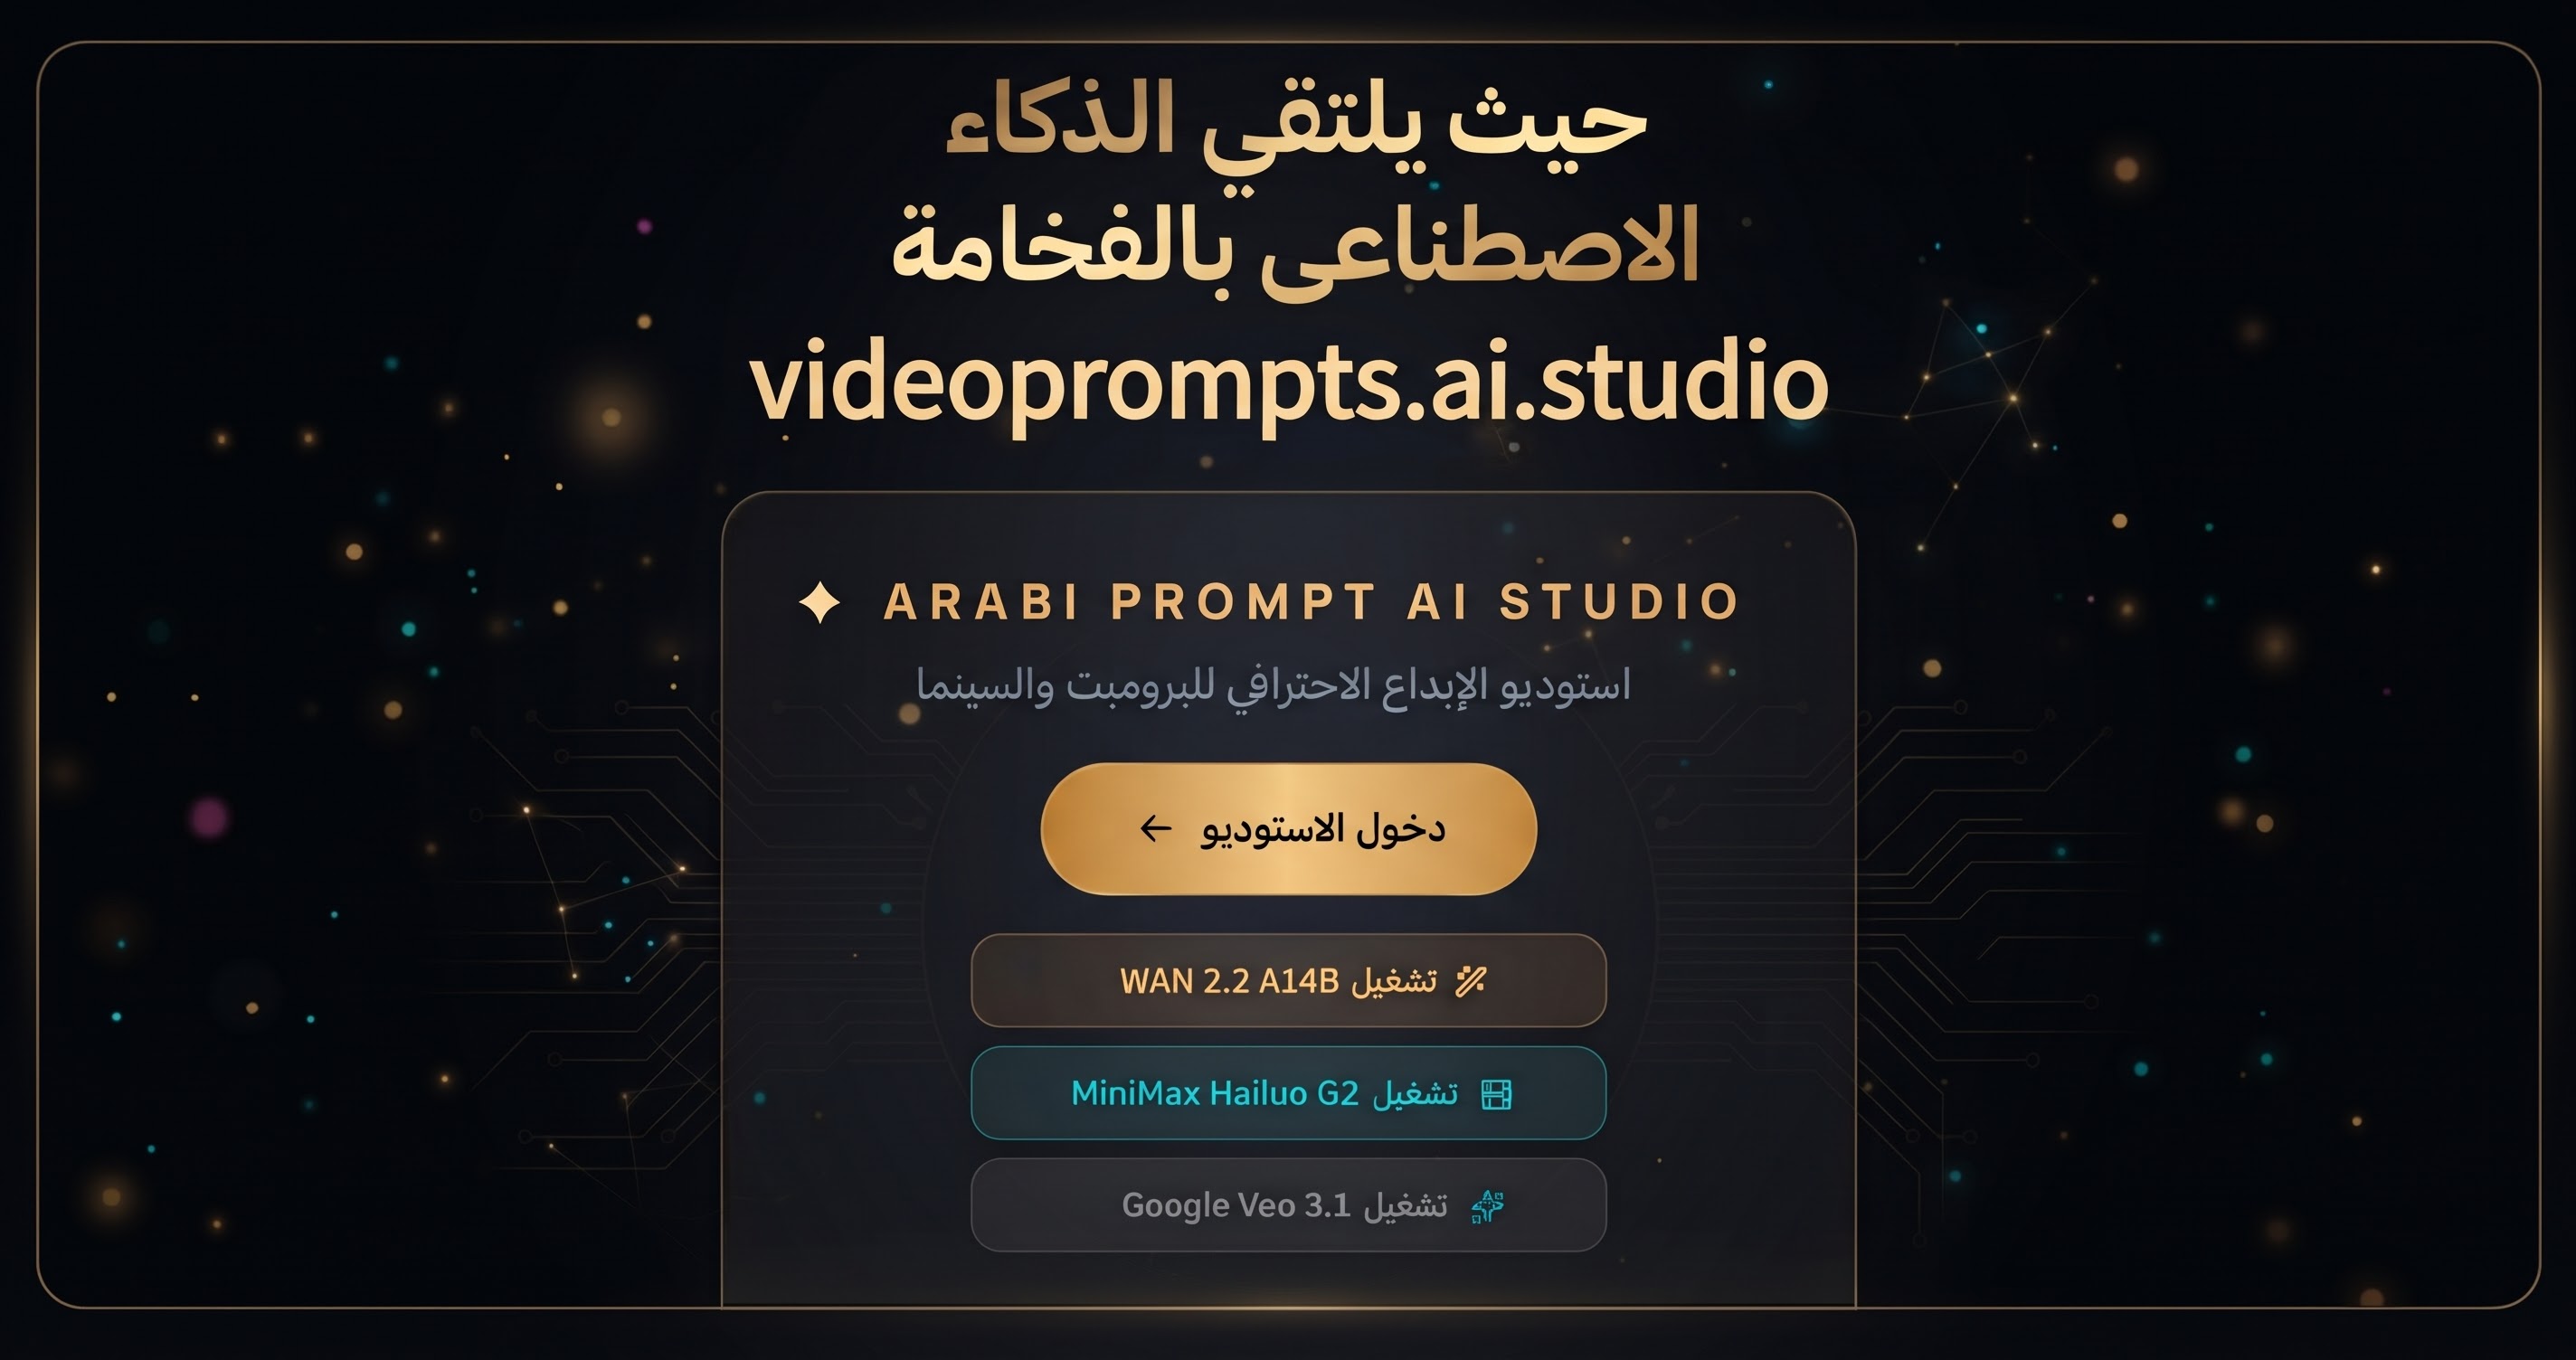 حيث يلتقي الذكاء
الاصطناعى بالفخامة
videoprompts.ai.studio
ARABI PROMPT AI STUDIO
استوديو الإبداع الاحترافي للبرومبت والسينما
دخول الاستوديو ←
تشغيل WAN 2.2 A14B
تشغيل MiniMax Hailuo G2
تشغيل Google Veo 3.1